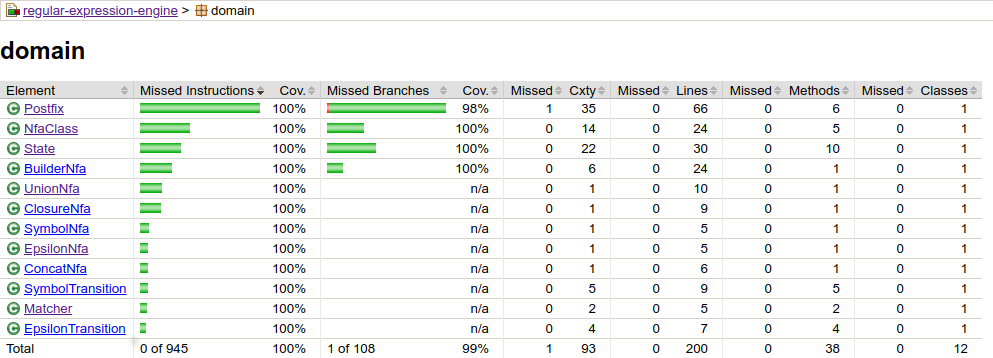 regular-expression-engine > domain
domain
Element Missed Instructions Cov. Missed Branches Cov. Missed Cxty Missed Lines Missed Methods Missed Classes
C Postfix 100% 98% 1 35 0 66 0 6 0 1
C NfaClass 100% 100% 0 14 0 24 0 5 0 1
C State 100% 100% 0 22 0 30 0 10 0 1
C BuilderNfa 100% 100% 0 6 0 24 0 1 0 1
C UnionNfa 100% n/a 0 1 0 10 0 1 0 1
C ClosureNfa 100% n/a 0 1 0 9 0 1 0 1
C SymbolNfa 100% n/a 0 1 0 5 0 1 0 1
C EpsilonNfa 100% n/a 0 1 0 5 0 1 0 1
C ConcatNfa 100% n/a 0 1 0 6 0 1 0 1
C SymbolTransition 100% n/a 0 5 0 9 0 5 0 1
C Matcher 100% n/a 0 2 0 5 0 2 0 1
C EpsilonTransition 100% n/a 0 4 0 7 0 4 0 1
Total 0 of 945 100% 1 of 108 99% 1 93 0 200 0 38 0 12